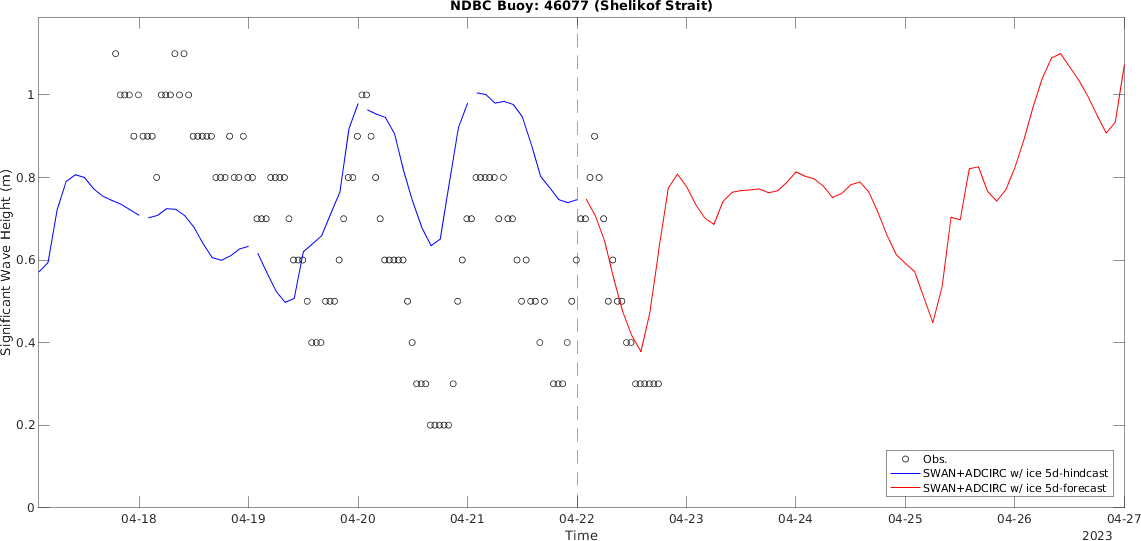 NDBC Buoy: 46077 (Shelikof Strait)
Significant Wave Height (m)
1
0.8
0.6
0.4
0.2
0
04-18 04-19 04-20 04-21 04-22 04-23 04-24 04-25 04-26 04-27
Time
2023
Obs.
SWAN+ADCIRC w/ ice 5d-hindcast
SWAN+ADCIRC w/ ice 5d-forecast